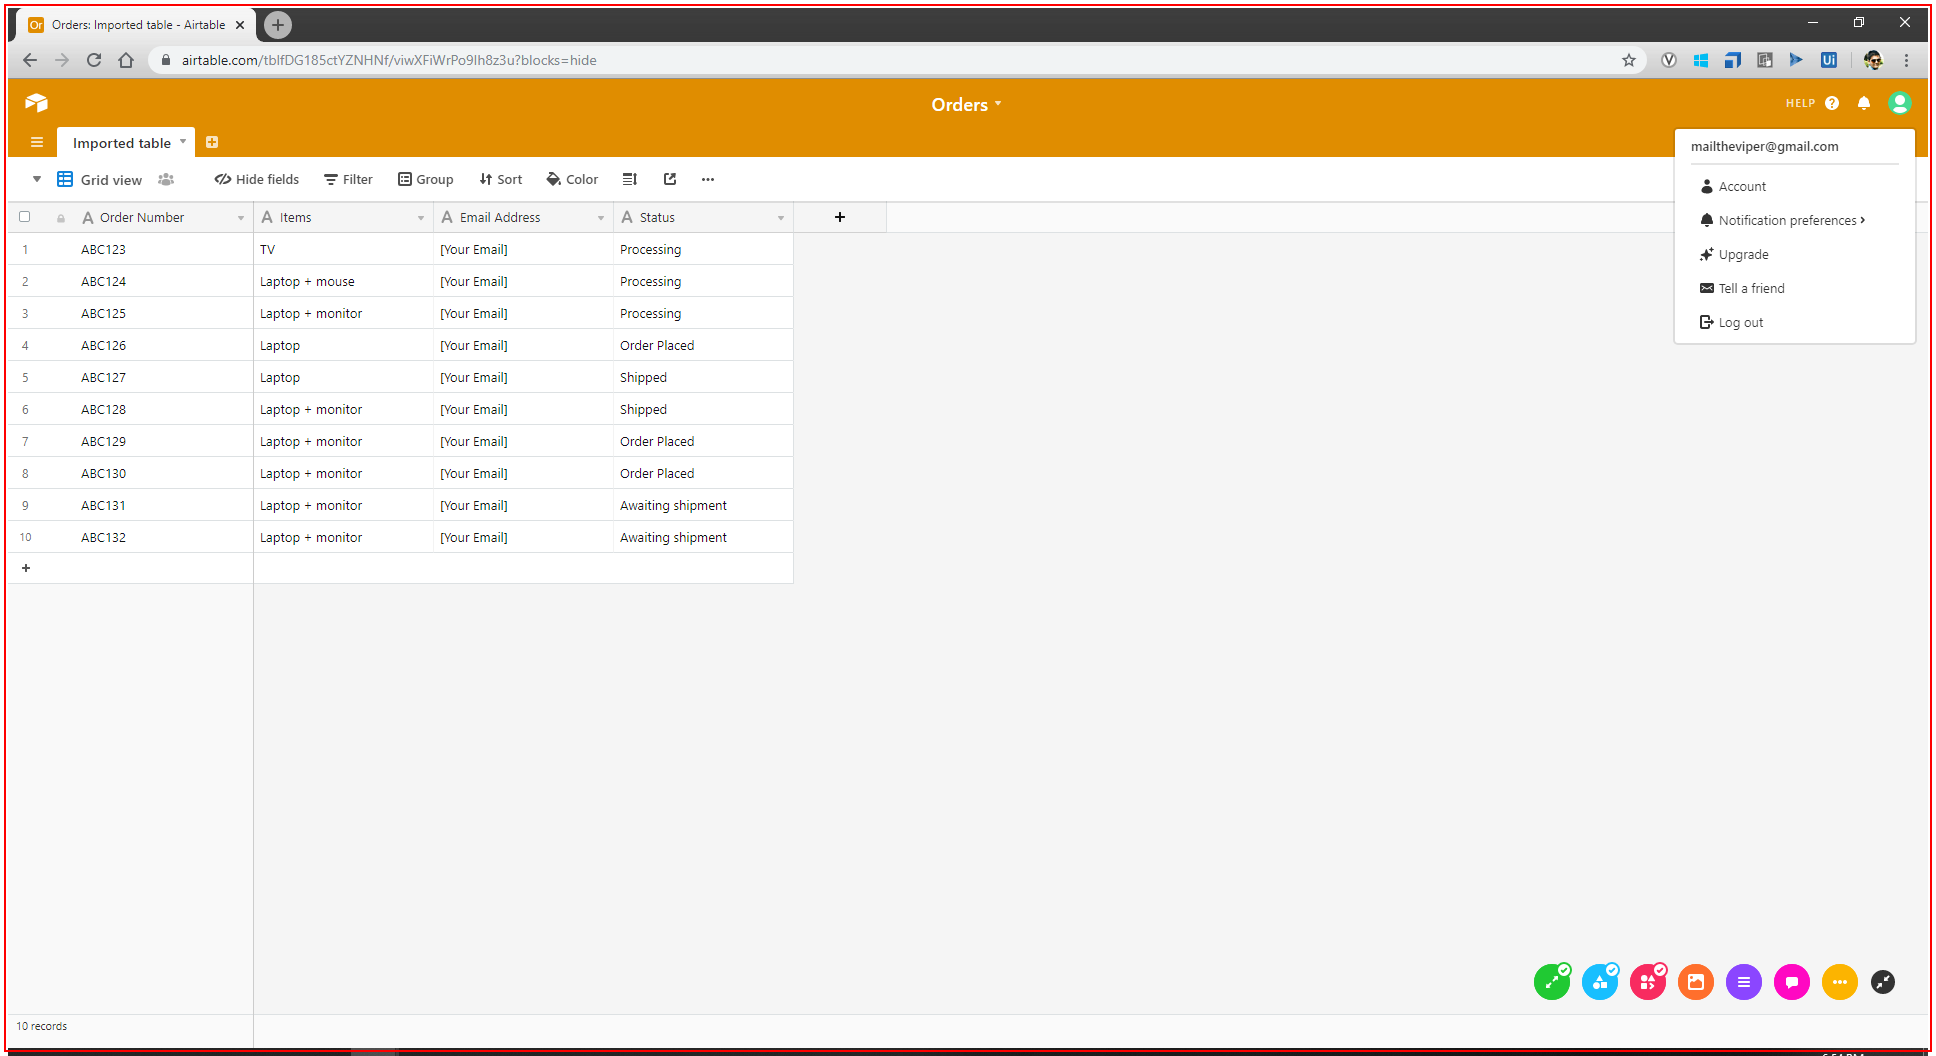 Or Orders: Imported table - Airtable
airtable.com/tblfDG185ctYZNHNf/viwXFiWrPo9Ih8z3u?blocks=hide
Ui
Orders
HELP ?
Imported table
mailtheviper@gmail.com
Account
Notification preferences
Upgrade
Tell a friend
Log out
Grid view Hide fields Filter Group Sort Color
A Order Number A Items A Email Address A Status +
1 ABC123 TV [Your Email] Processing
2 ABC124 Laptop + mouse [Your Email] Processing
3 ABC125 Laptop + monitor [Your Email] Processing
4 ABC126 Laptop [Your Email] Order Placed
5 ABC127 Laptop [Your Email] Shipped
6 ABC128 Laptop + monitor [Your Email] Shipped
7 ABC129 Laptop + monitor [Your Email] Order Placed
8 ABC130 Laptop + monitor [Your Email] Order Placed
9 ABC131 Laptop + monitor [Your Email] Awaiting shipment
10 ABC132 Laptop + monitor [Your Email] Awaiting shipment
+
10 records